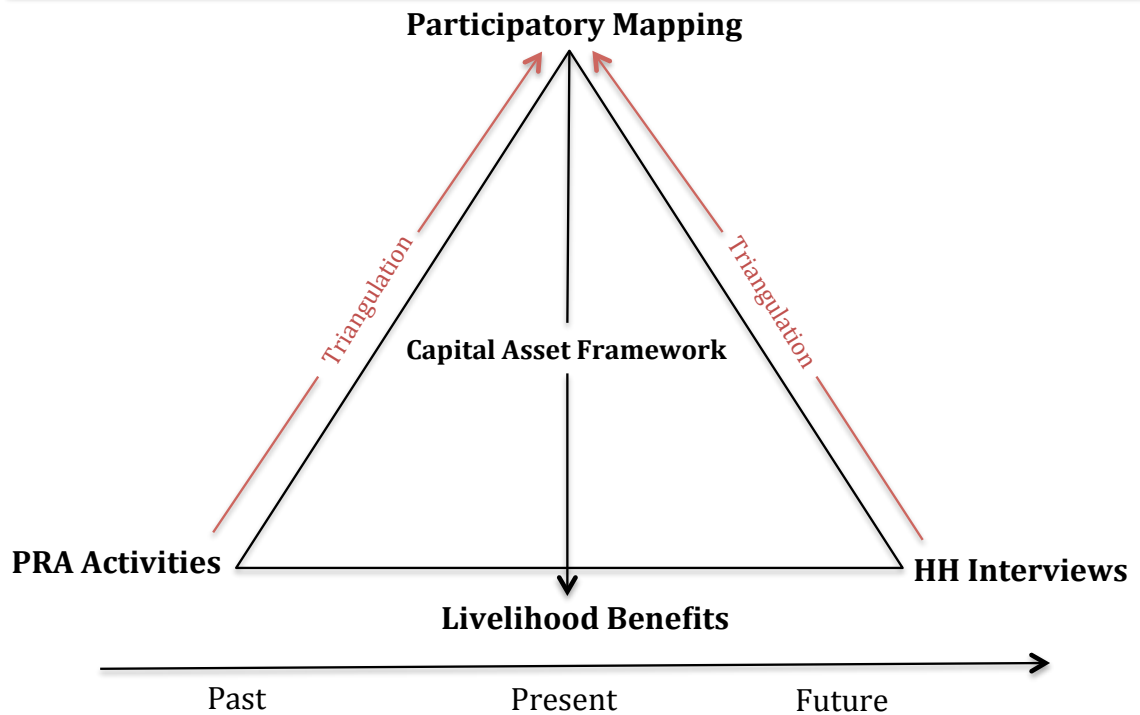 Participatory Mapping
Triangulation
Triangulation
Capital Asset Framework
PRA Activities
HH Interviews
Livelihood Benefits
Past
Present
Future